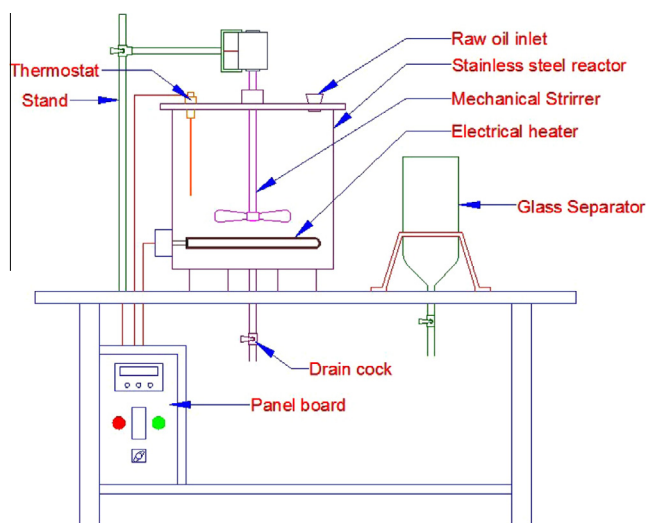 Raw oil inlet
Thermostat
Stainless steel reactor
Stand
Mechanical Strirrer
Electrical heater
Glass Separator
Drain cock
Panel board